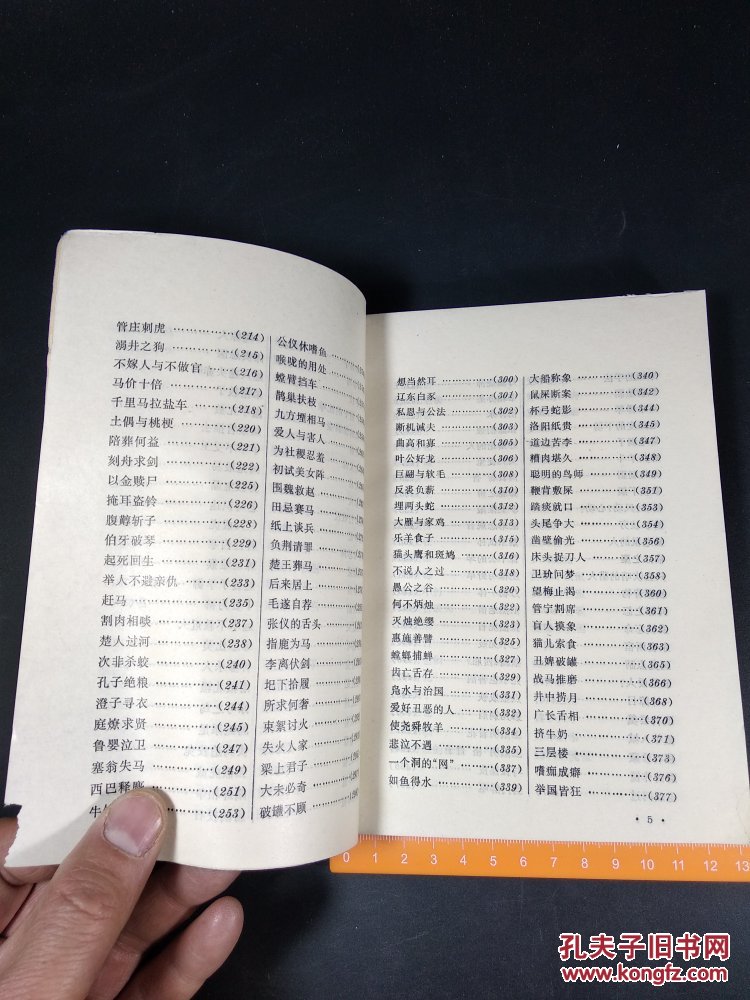 管庄刺虎 ……………(214)
溺井之狗 ……………(215)
不嫁人与不做官 ……(216)
马价十倍 ……………(217)
千里马拉盐车 ………(218)
土偶与桃梗 …………(220)
陪葬何益 ……………(221)
刻舟求剑 ……………(222)
以金赎尸 ……………(225)
掩耳盗铃 ……………(226)
腹䵍斩子 ……………(228)
伯牙破琴 ……………(229)
起死回生 ……………(231)
举人不避亲仇 ………(233)
赶马 …………………(235)
割肉相啖 ……………(237)
楚人过河 ……………(238)
次非杀蛟 ……………(240)
孔子绝粮 ……………(241)
澄子寻衣 ……………(244)
庭燎求贤 ……………(245)
鲁婴泣卫 ……………(247)
塞翁失马 ……………(249)
西巴释麑 (251)
牛 (253)
公仪休嗜鱼
喉咙的用处
螳臂挡车
鹊巢扶枝
九方堙相马
爱人与害人
为社稷忍羞
初试美女阵
围魏救赵
田忌赛马
纸上谈兵
负荆请罪
楚王葬马
后来居上
毛遂自荐
张仪的舌头
指鹿为马
李离伏剑
圯下拾履
所求何奢
束絮讨火
失火人家
梁上君子
大未必奇
破罐不顾
想当然耳 ……………(300)
辽东白豕 ……………(301)
私恩与公法 …………(302)
断机诫夫 ……………(303)
曲高和寡 ……………(305)
叶公好龙 ……………(306)
巨翮与软毛 …………(308)
反裘负薪 ……………(310)
埋两头蛇 ……………(312)
大雁与家鸡 …………(313)
乐羊食子 ……………(315)
猫头鹰和斑鸠 ………(316)
不说人之过 …………(318)
愚公之谷 ……………(320)
何不炳烛 ……………(322)
灭烛绝缨 ……………(323)
惠施善譬 ……………(325)
螳螂捕蝉 ……………(327)
齿亡舌存 ……………(329)
凫水与治国 …………(331)
爱好丑恶的人 ………(332)
使尧舜牧羊 …………(334)
悲泣不遇 ……………(335)
一个洞的“网” ………(337)
如鱼得水 ……………(339)
大船称象 ……………(340)
鼠屎断案 ……………(342)
杯弓蛇影 ……………(344)
洛阳纸贵 ……………(345)
道边苦李 ……………(347)
糟肉堪久 ……………(348)
聪明的鸟师 …………(349)
鞭背敷屎 ……………(351)
踏痰就口 ……………(353)
头尾争大 ……………(354)
凿壁偷光 ……………(356)
床头捉刀人 …………(357)
卫玠问梦 ……………(358)
望梅止渴 ……………(360)
管宁割席 ……………(361)
盲人摸象 ……………(362)
猫儿索食 ……………(363)
丑婢破罐 ……………(365)
战马推磨 ……………(366)
井中捞月 ……………(368)
广长舌相 ……………(370)
挤牛奶 ………………(371)
三层楼 ………………(373)
嗜痂成癖 ……………(376)
举国皆狂 ……………(377)
· 5 ·
0 1 2 3 4 5 6 7 8 9 10 11 12 13
孔夫子旧书网
www.kongfz.com